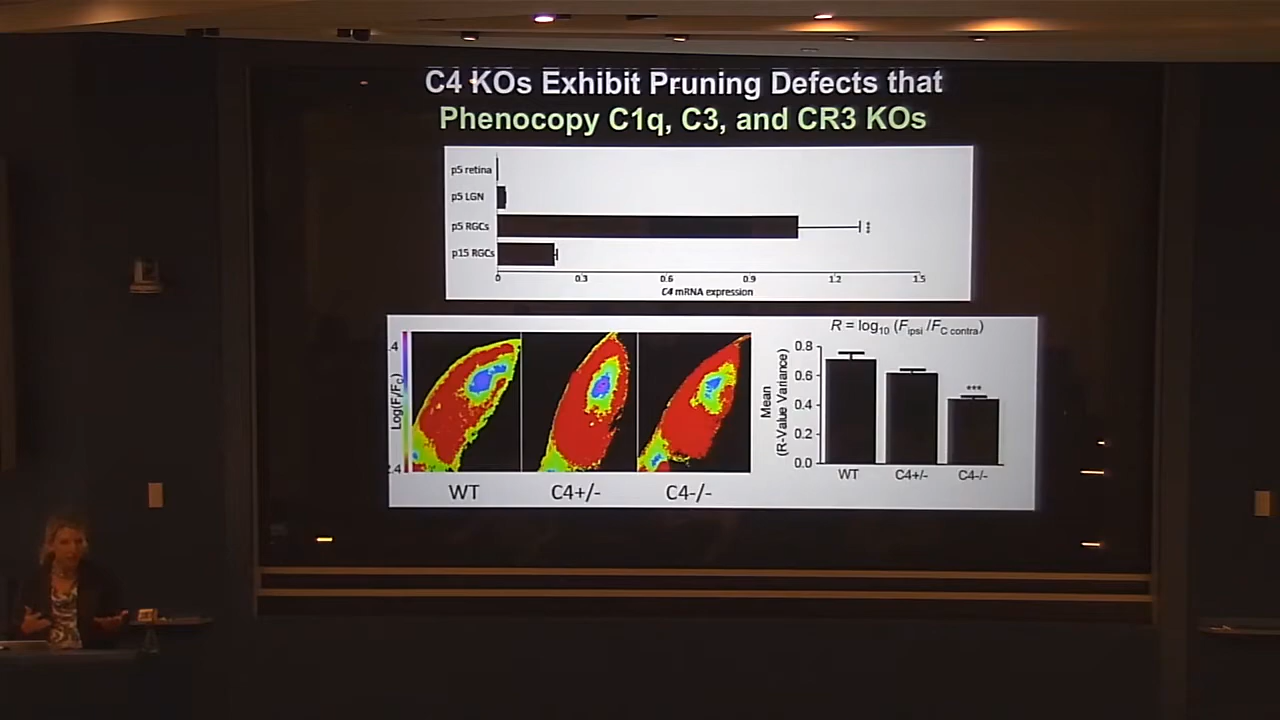 C4 KOs Exhibit Pruning Defects that
Phenocopy C1q, C3, and CR3 KOs
p5 retina
p5 LGN
p5 RGCs
p15 RGCs
***
0 0.3 0.6 0.9 1.2 1.5
C4 mRNA expression
.4
Log(F/Fc)
2.4
WT C4+/- C4-/-
R = log10 (Fipsi /FC contra)
Mean
(R-Value Variance)
0.8
0.6
0.4
0.2
0.0
***
WT C4+/- C4-/-